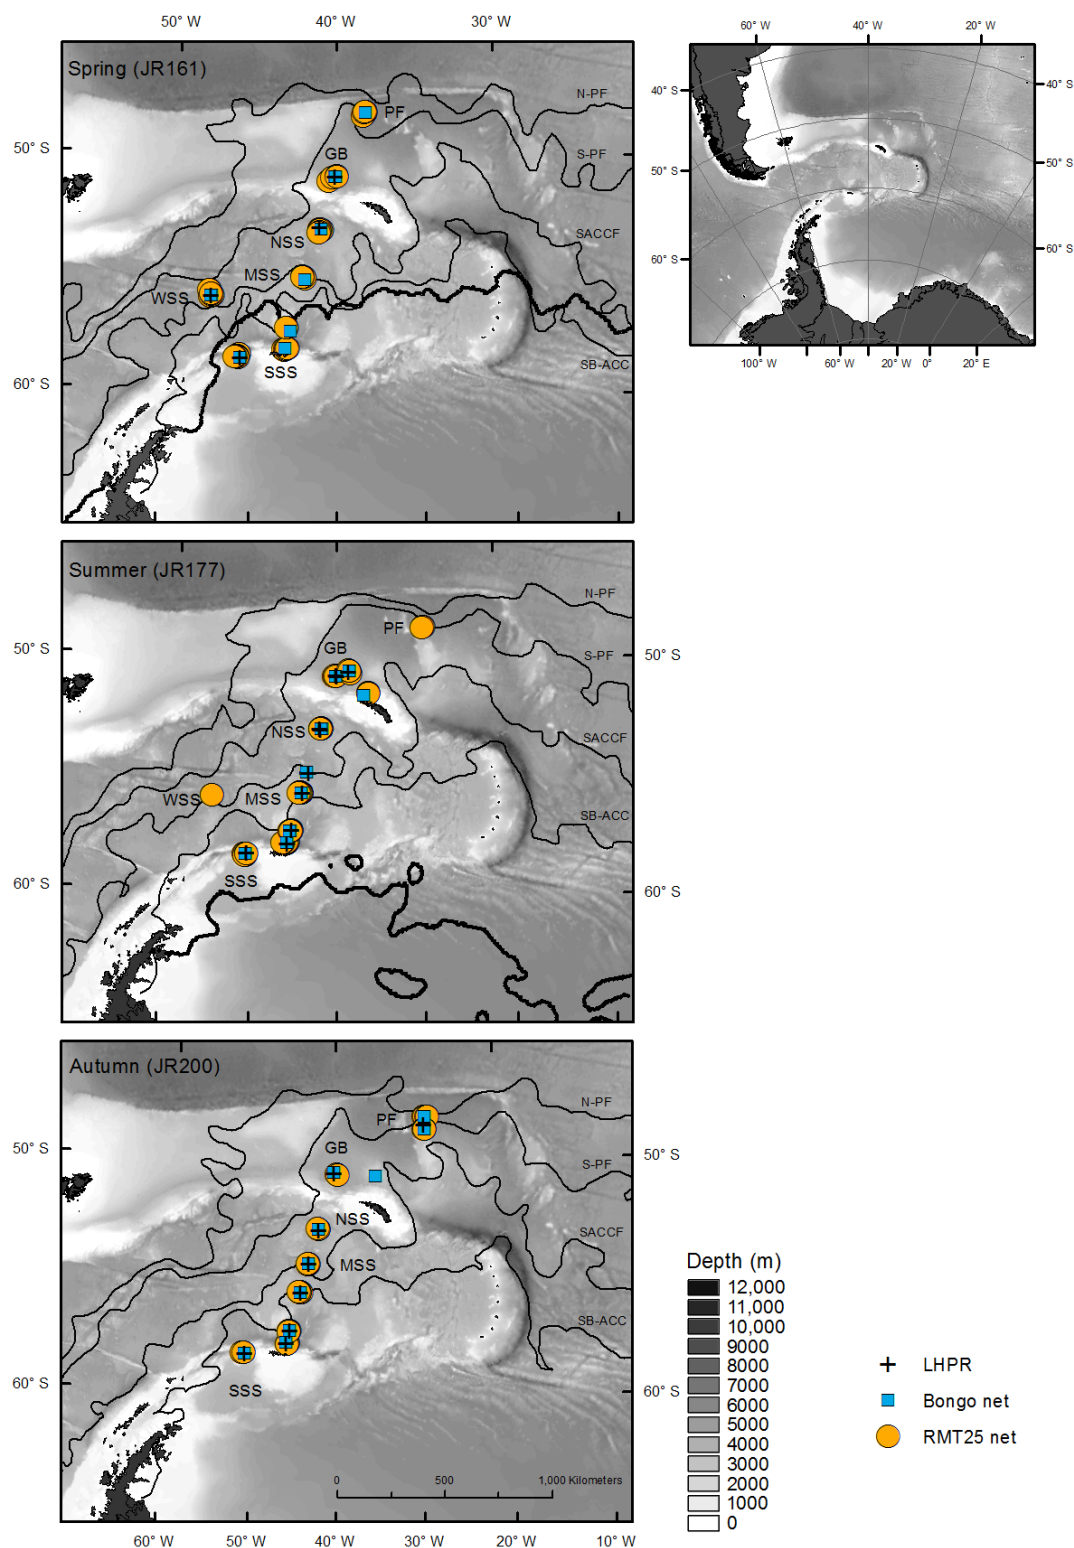 50° W 40° W 30° W
Spring (JR161)
N-PF
PF
50° S
GB
S-PF
NSS
SACCF
MSS
WSS
SSS
SB-ACC
60° S
60° W 40° W 20° W
40° S 40° S
50° S 50° S
60° S 60° S
100° W 60° W 20° W 0° 20° E
Summer (JR177)
N-PF
PF
50° S 50° S
GB
S-PF
NSS
SACCF
WSS MSS
SB-ACC
SSS
60° S 60° S
Autumn (JR200)
N-PF
PF
50° S 50° S
GB
S-PF
NSS
SACCF
MSS
SB-ACC
SSS
60° S 60° S
0 500 1,000 Kilometers
60° W 50° W 40° W 30° W 20° W 10° W
Depth (m)
12,000
11,000
10,000
9000
8000
7000
6000
5000
4000
3000
2000
1000
0
LHPR
Bongo net
RMT25 net